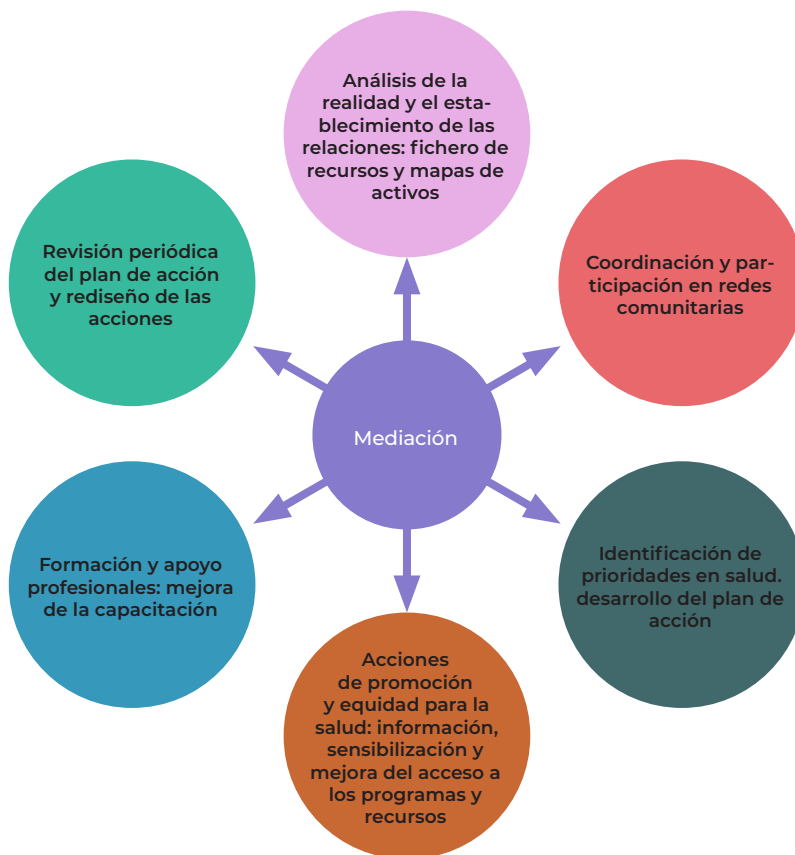 Análisis de la
realidad y el esta-
blecimiento de las
relaciones: fichero de
recursos y mapas de
activos
Revisión periódica
del plan de acción
y rediseño de las
acciones
Coordinación y par-
ticipación en redes
comunitarias
Mediación
Formación y apoyo
profesionales: mejora
de la capacitación
Identificación de
prioridades en salud.
desarrollo del plan de
acción
Acciones
de promoción
y equidad para la
salud: información,
sensibilización y
mejora del acceso a
los programas y
recursos